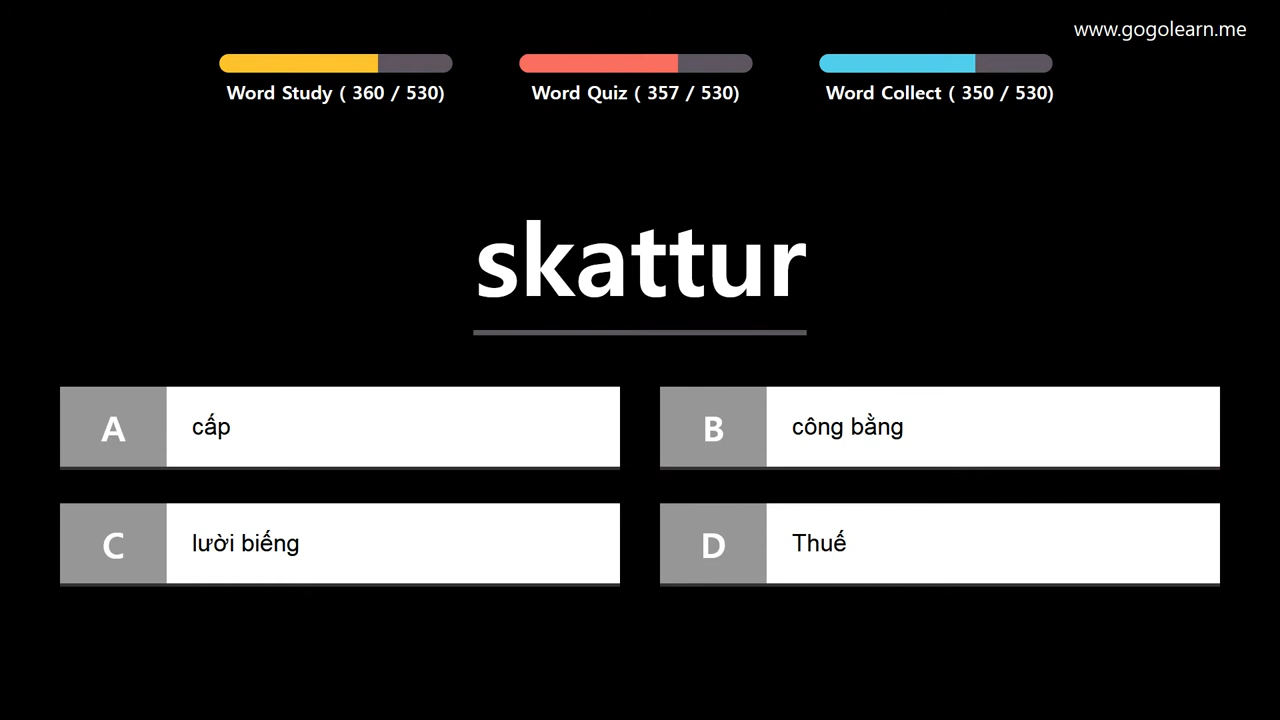 www.gogolearn.me
Word Study ( 360 / 530)
Word Quiz ( 357 / 530)
Word Collect ( 350 / 530)
skattur
A cấp
B công bằng
C lười biếng
D Thuế